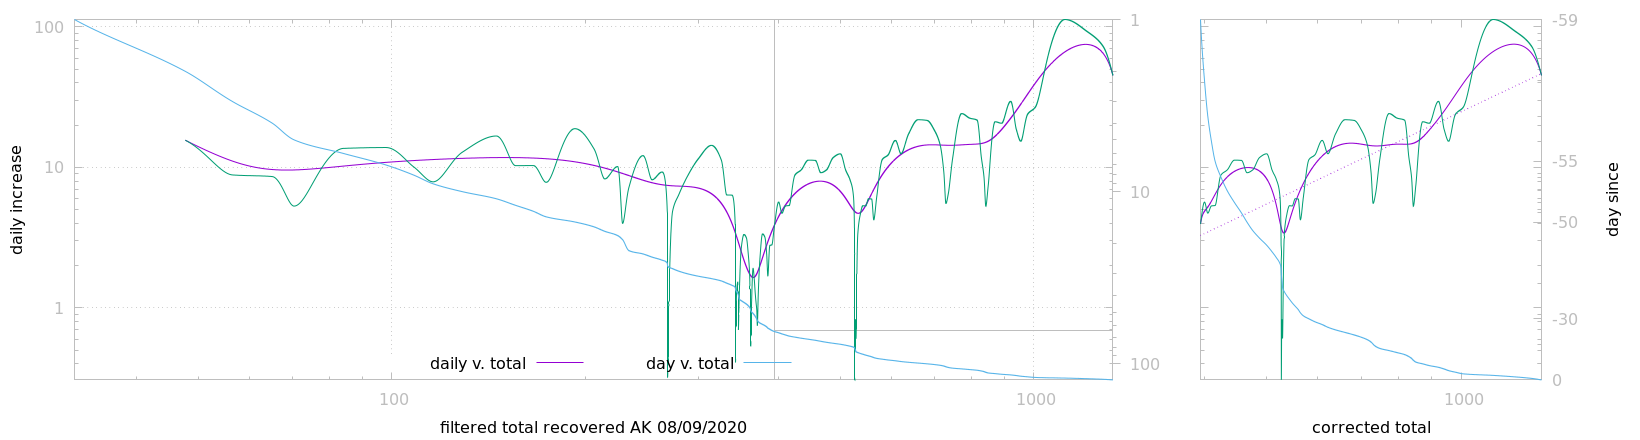 100
10
1
daily increase
daily v. total
day v. total
100
1000
filtered total recovered AK 08/09/2020
1
10
100
1000
corrected total
-59
-55
-50
-30
0
day since